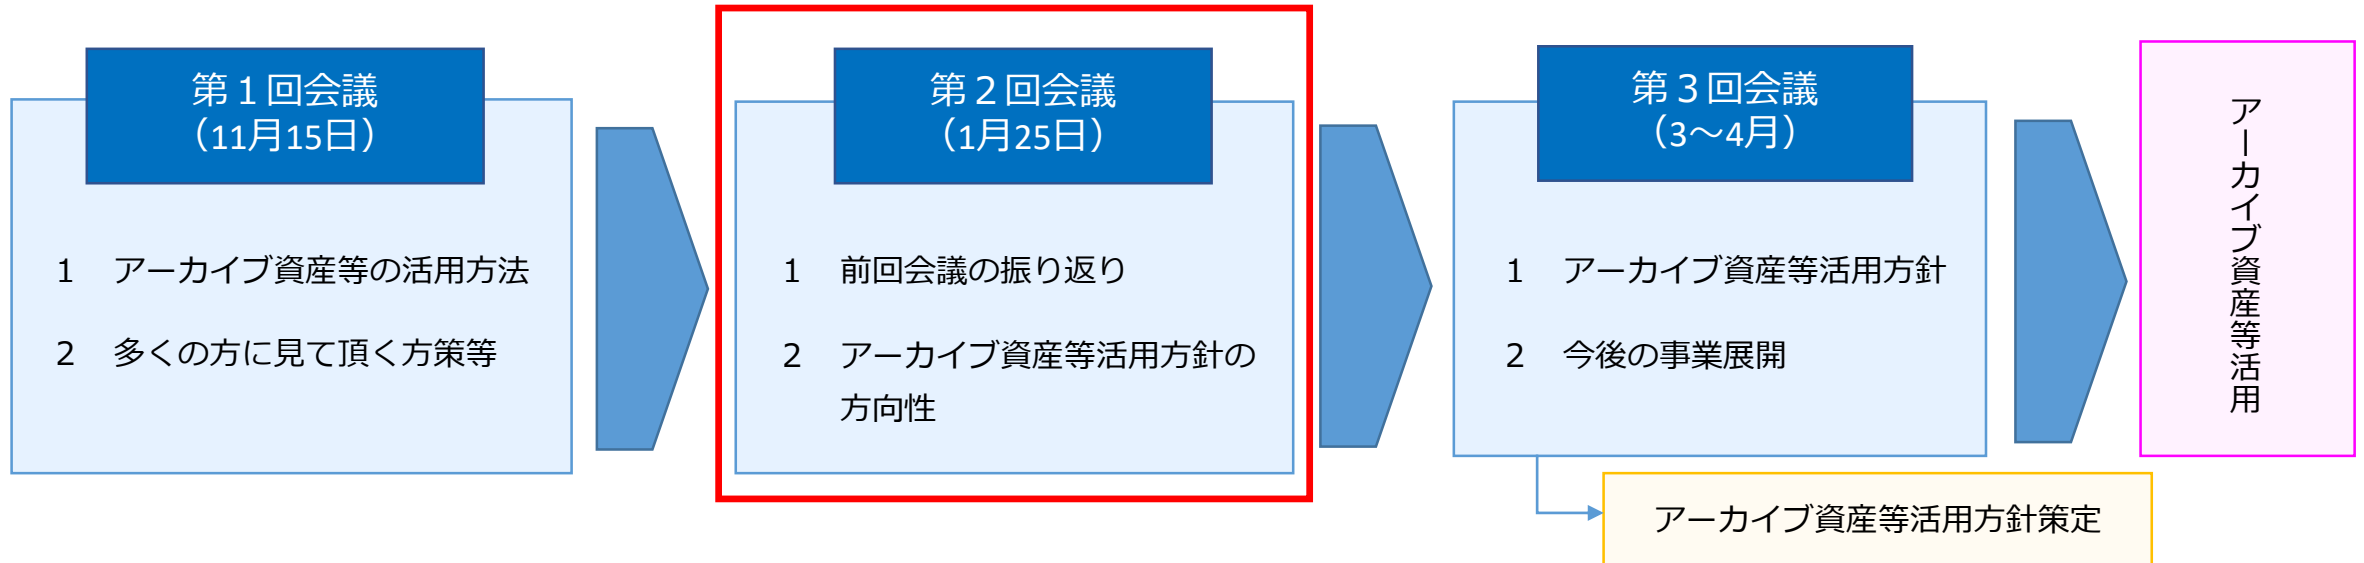 第１回会議
（11月15日）
1　アーカイブ資産等の活用方法
2　多くの方に見て頂く方策等
第２回会議
（1月25日）
1　前回会議の振り返り
2　アーカイブ資産等活用方針の
方向性
第３回会議
（3～4月）
1　アーカイブ資産等活用方針
2　今後の事業展開
アーカイブ資産等活用方針策定
アーカイブ資産等活用